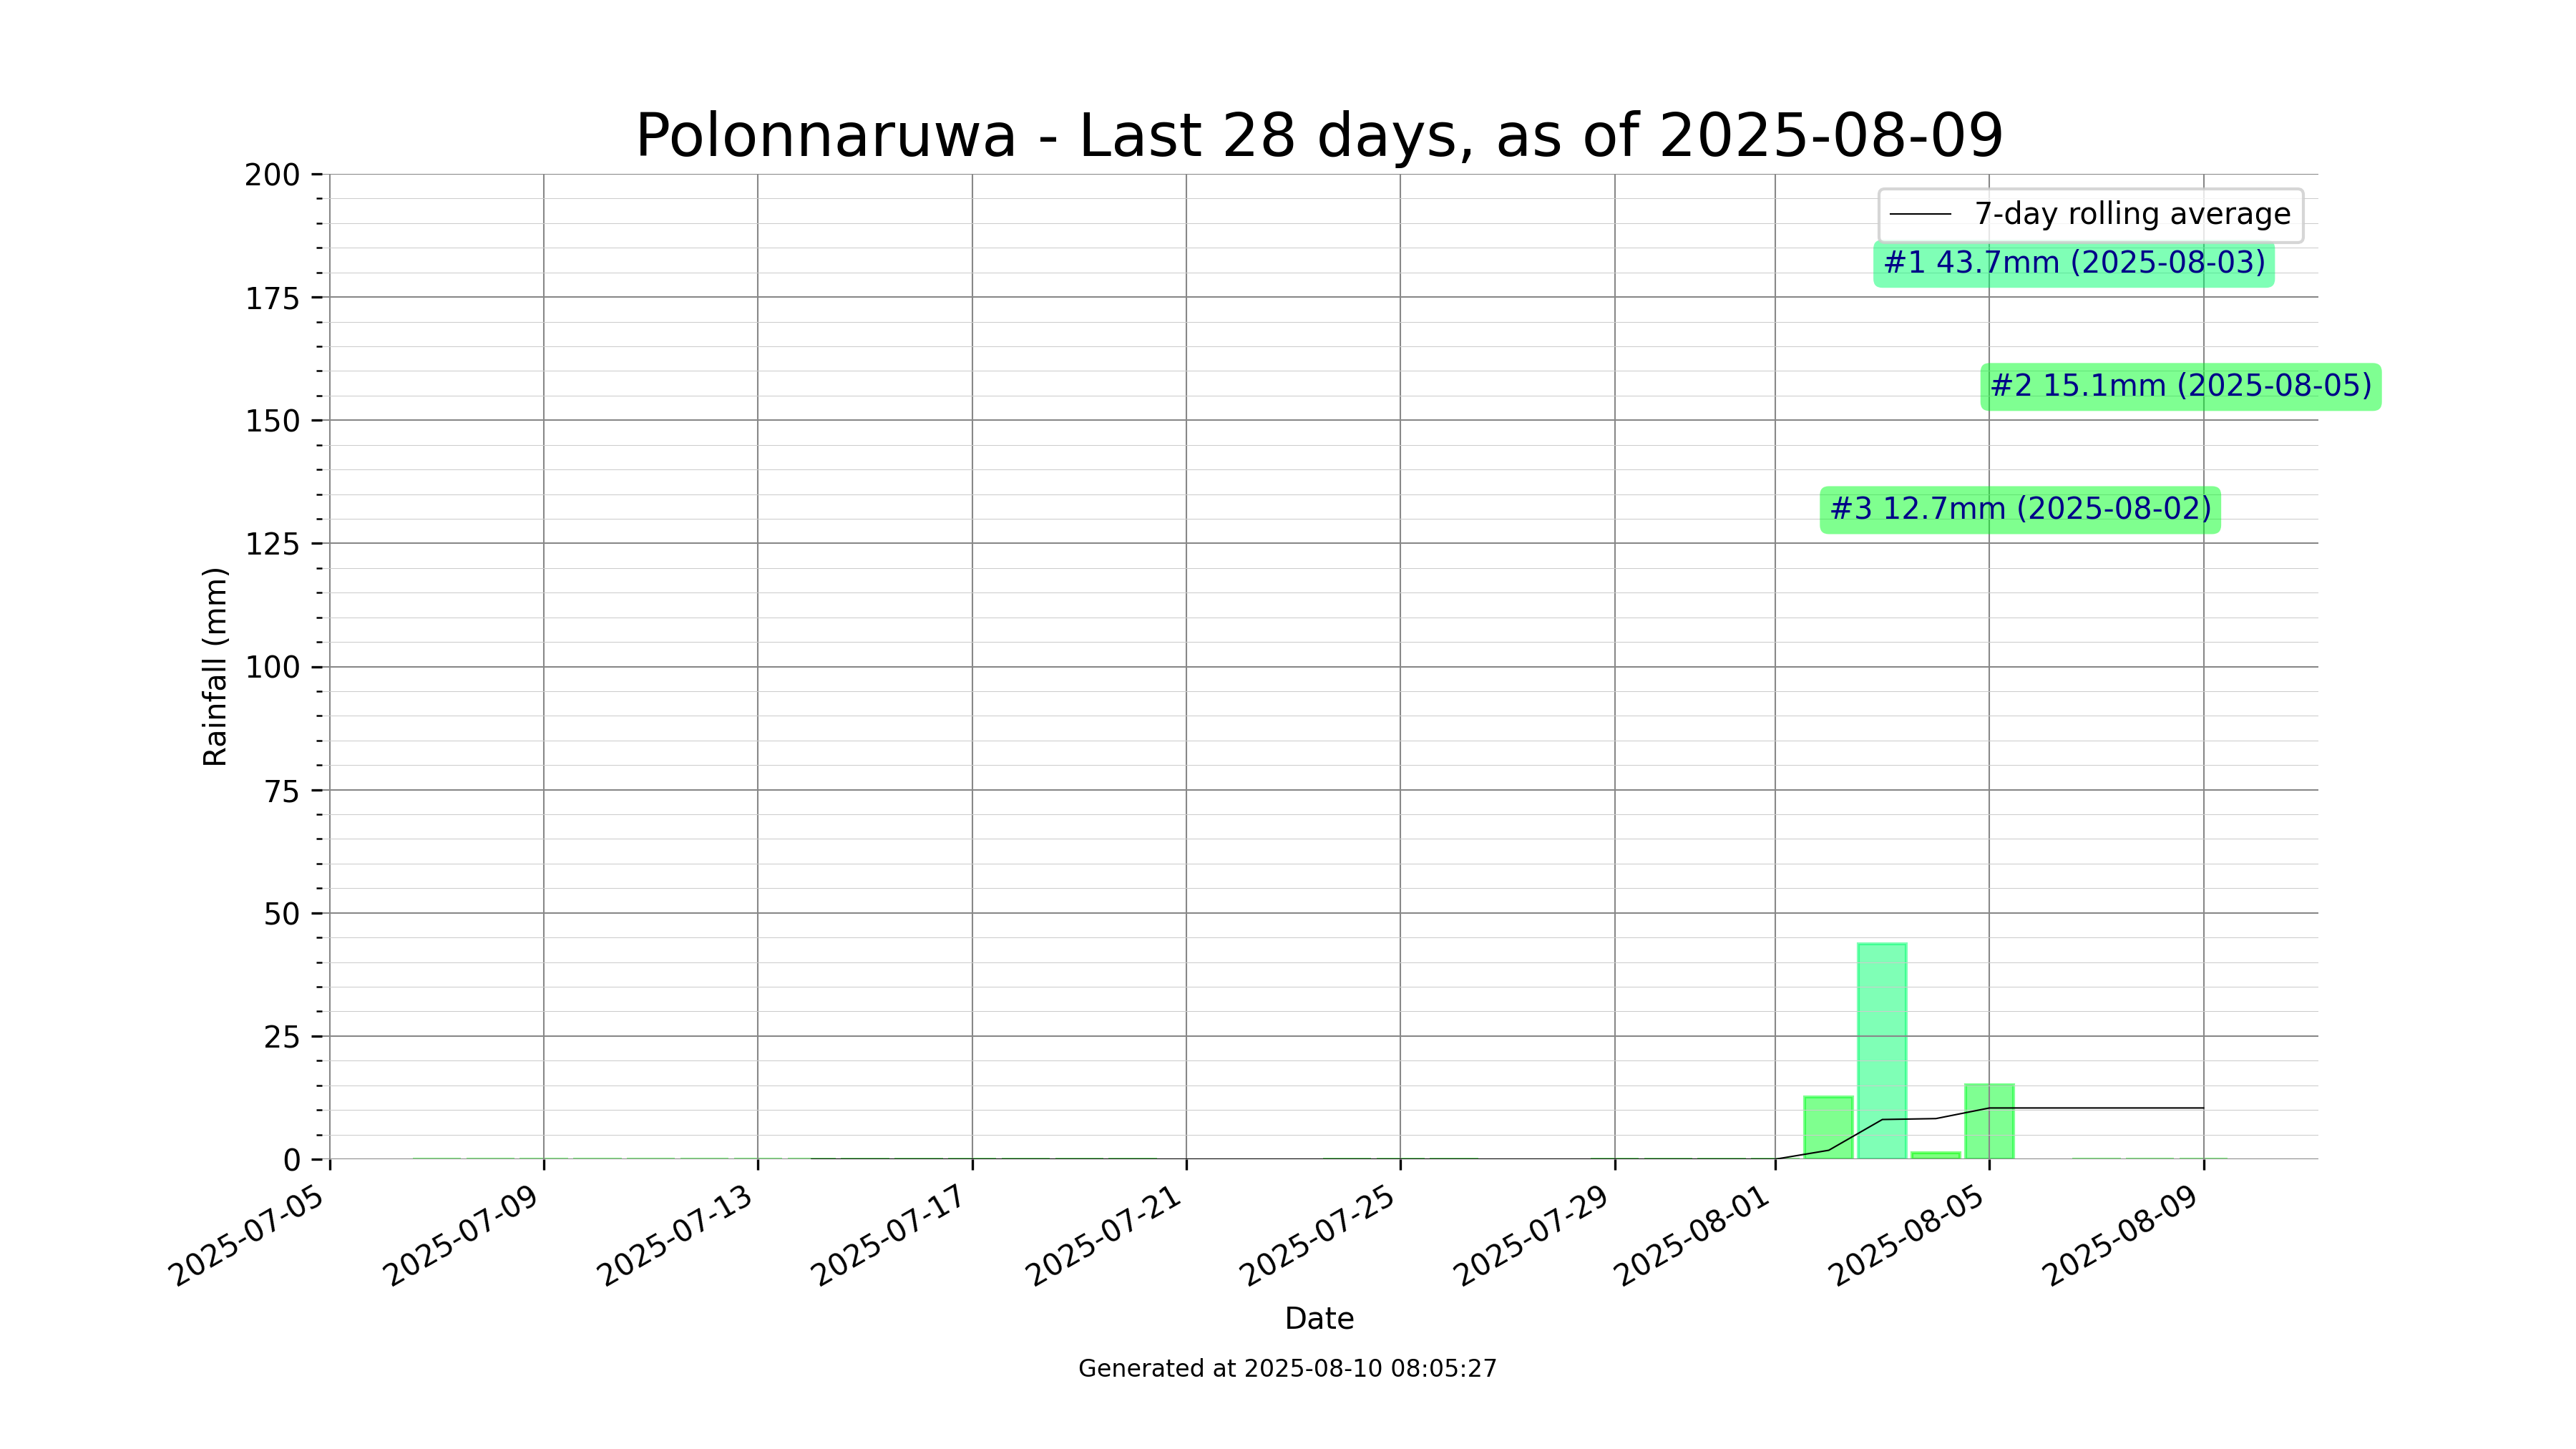 Polonnaruwa - Last 28 days, as of 2025-08-09
200
175
150
125
100
75
50
25
0
Rainfall (mm)
7-day rolling average
#1 43.7mm (2025-08-03)
#2 15.1mm (2025-08-05)
#3 12.7mm (2025-08-02)
2025-07-05
2025-07-09
2025-07-13
2025-07-17
2025-07-21
2025-07-25
2025-07-29
2025-08-01
2025-08-05
2025-08-09
Date
Generated at 2025-08-10 08:05:27